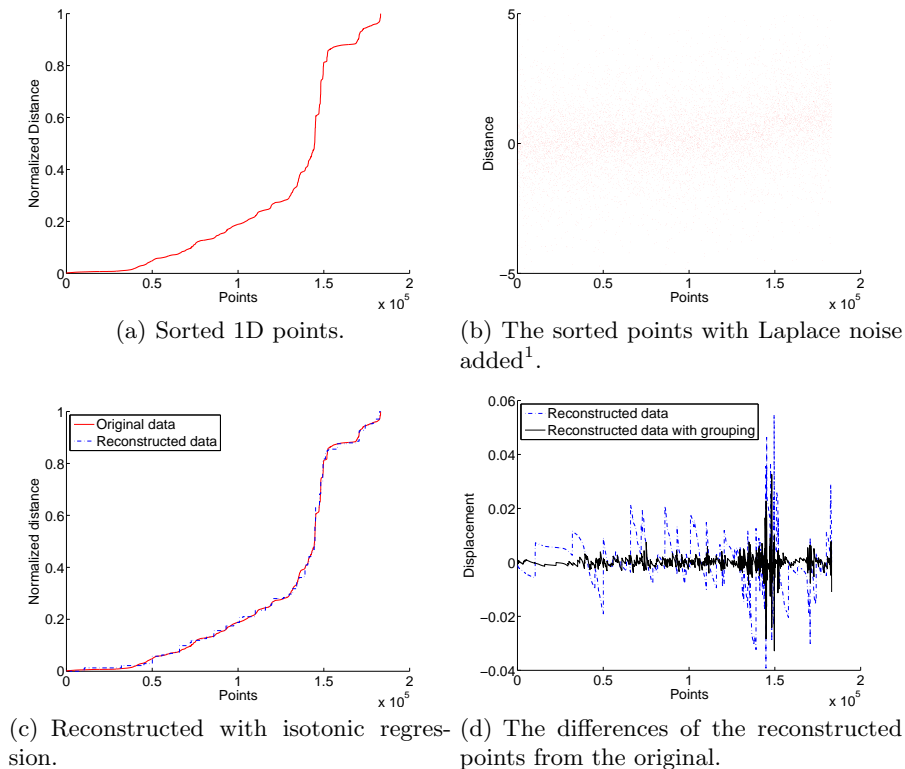 1
0.8
0.6
0.4
0.2
0
Normalized Distance
0 0.5 1 1.5 2
Points
x 10^5
(a) Sorted 1D points.
5
0
−5
Distance
0 0.5 1 1.5 2
Points
x 10^5
(b) The sorted points with Laplace noise
added^1.
1
0.8
0.6
0.4
0.2
0
Normalized distance
Original data
Reconstructed data
0 0.5 1 1.5 2
Points
x 10^5
(c) Reconstructed with isotonic regres-
sion.
0.06
0.04
0.02
0
−0.02
−0.04
Displacement
Reconstructed data
Reconstructed data with grouping
0 0.5 1 1.5 2
Points
x 10^5
(d) The differences of the reconstructed
points from the original.